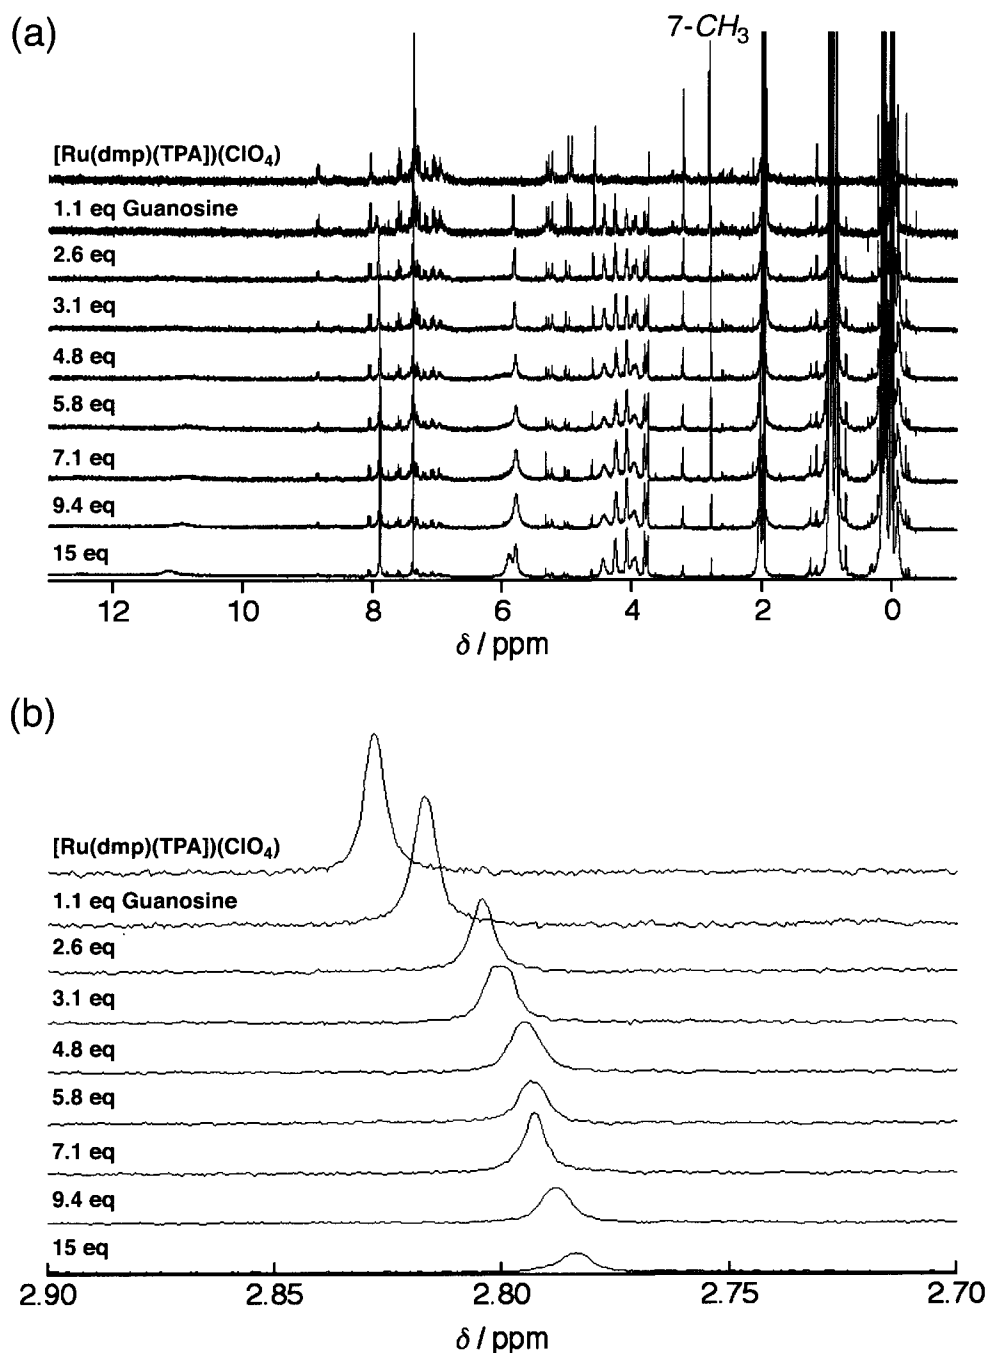 (a)
7-CH3
[Ru(dmp)(TPA])(ClO4)
1.1 eq Guanosine
2.6 eq
3.1 eq
4.8 eq
5.8 eq
7.1 eq
9.4 eq
15 eq
12 10 8 6 4 2 0
δ / ppm
(b)
[Ru(dmp)(TPA])(ClO4)
1.1 eq Guanosine
2.6 eq
3.1 eq
4.8 eq
5.8 eq
7.1 eq
9.4 eq
15 eq
2.90 2.85 2.80 2.75 2.70
δ / ppm